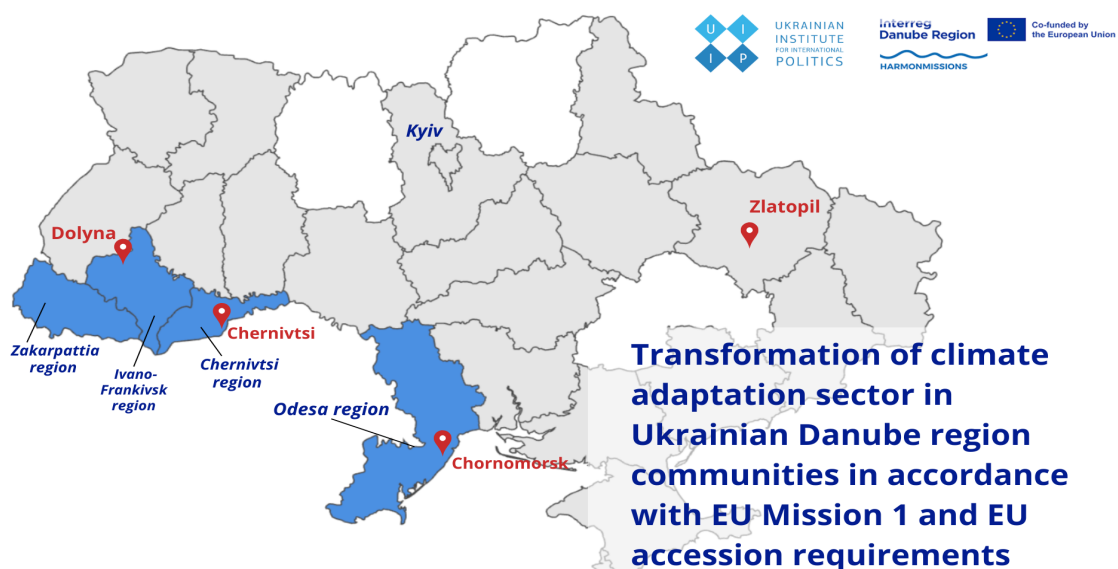 UKRAINIAN
INSTITUTE
FOR INTERNATIONAL
POLITICS
U I
I P
Interreg
Danube Region
Co-funded by
the European Union
HARMONMISSIONS
Kyiv
Zlatopil
Dolyna
Chernivtsi
Zakarpattia
region
Ivano-
Frankivsk
region
Chernivtsi
region
Odesa region
Chornomorsk
Transformation of climate
adaptation sector in
Ukrainian Danube region
communities in accordance
with EU Mission 1 and EU
accession requirements